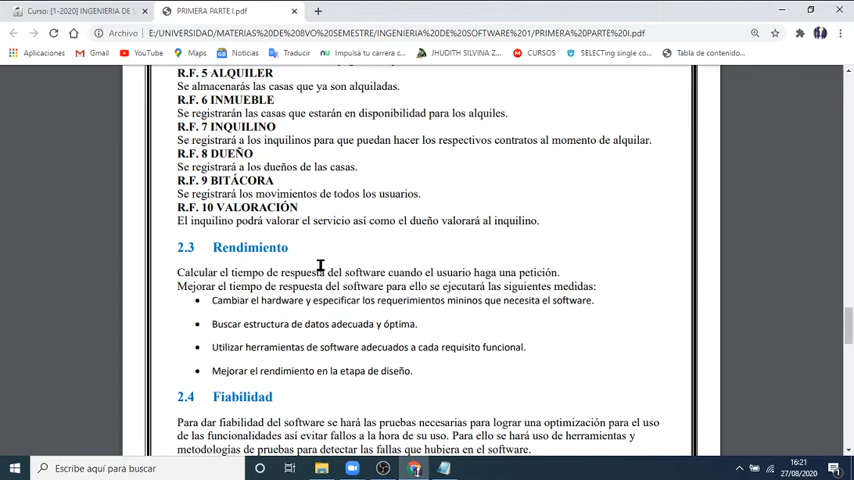 Curso: [1-2020] INGENIERIA DE S
PRIMERA PARTE I.pdf
Archivo
E:/UNIVERSIDAD/MATERIAS%20DE%208VO%20SEMESTRE/INGENIERIA%20DE%20SOFTWARE%201/PRIMERA%20PARTE%20I.pdf
Aplicaciones
Gmail
YouTube
Maps
Noticias
Traducir
Impulsa tu carrera c...
JHUDITH SILVINA Z...
CURSOS
SELECTing single co...
Tabla de contenido...
R.F. 5 ALQUILER
Se almacenarás las casas que ya son alquiladas.
R.F. 6 INMUEBLE
Se registrarán las casas que estarán en disponibilidad para los alquiles.
R.F. 7 INQUILINO
Se registrará a los inquilinos para que puedan hacer los respectivos contratos al momento de alquilar.
R.F. 8 DUEÑO
Se registrará a los dueños de las casas.
R.F. 9 BITÁCORA
Se registrará los movimientos de todos los usuarios.
R.F. 10 VALORACIÓN
El inquilino podrá valorar el servicio así como el dueño valorará al inquilino.
2.3 Rendimiento
Calcular el tiempo de respuesta del software cuando el usuario haga una petición.
Mejorar el tiempo de respuesta del software para ello se ejecutará las siguientes medidas:
• Cambiar el hardware y especificar los requerimientos mininos que necesita el software.
• Buscar estructura de datos adecuada y óptima.
• Utilizar herramientas de software adecuados a cada requisito funcional.
• Mejorar el rendimiento en la etapa de diseño.
2.4 Fiabilidad
Para dar fiabilidad del software se hará las pruebas necesarias para lograr una optimización para el uso
de las funcionalidades así evitar fallos a la hora de su uso. Para ello se hará uso de herramientas y
metodologías de pruebas para detectar las fallas que hubiera en el software.
Escribe aquí para buscar
16:21
27/08/2020